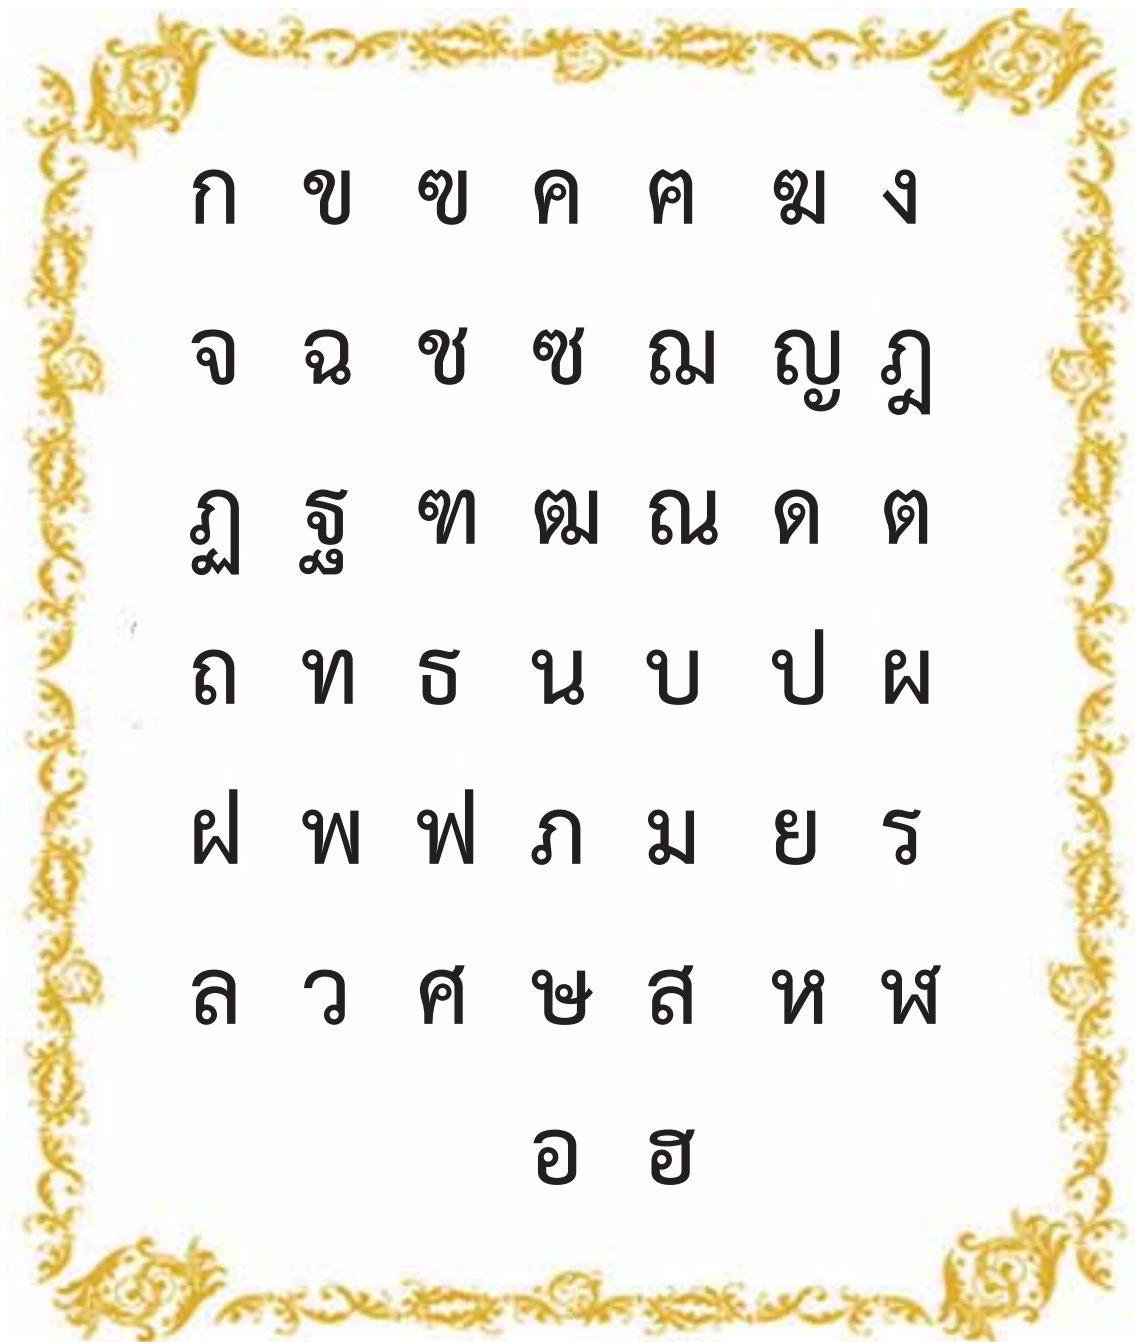 ก ข ฃ ค ฅ ฆ ง
จ ฉ ช ซ ฌ ญ ฎ
ฏ ฐ ฑ ฒ ณ ด ต
ถ ท ธ น บ ป ผ
ฝ พ ฟ ภ ม ย ร
ล ว ศ ษ ส ห ฬ
อ ฮ